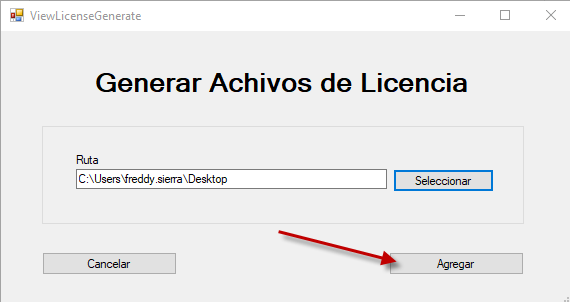 ViewLicenseGenerate
Generar Achivos de Licencia
Ruta
C:\Users\freddy.sierra\Desktop
Seleccionar
Cancelar
Agregar